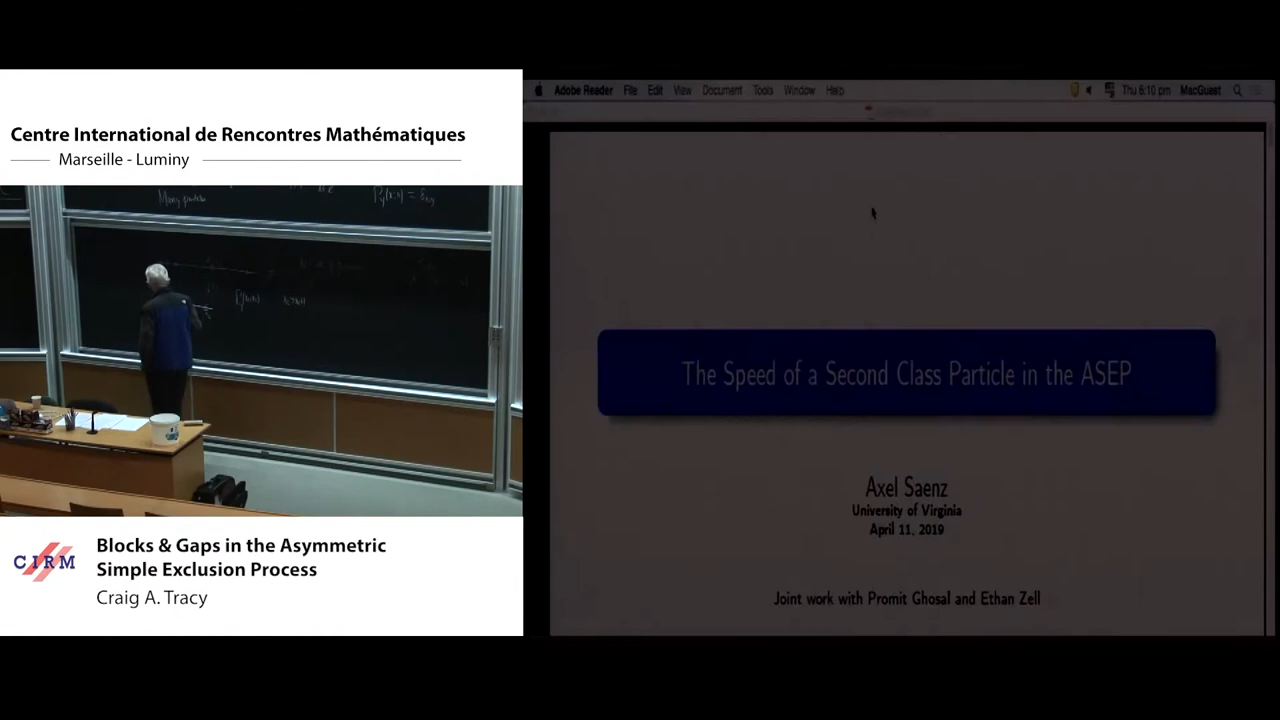 Centre International de Rencontres Mathématiques
Marseille - Luminy
Many particles
CIRM
Blocks & Gaps in the Asymmetric
Simple Exclusion Process
Craig A. Tracy
Adobe Reader File Edit View Document Tools Window Help
Thu 6:10 pm MacGuest
The Speed of a Second Class Particle in the ASEP
Axel Saenz
University of Virginia
April 11, 2019
Joint work with Promit Ghosal and Ethan Zell